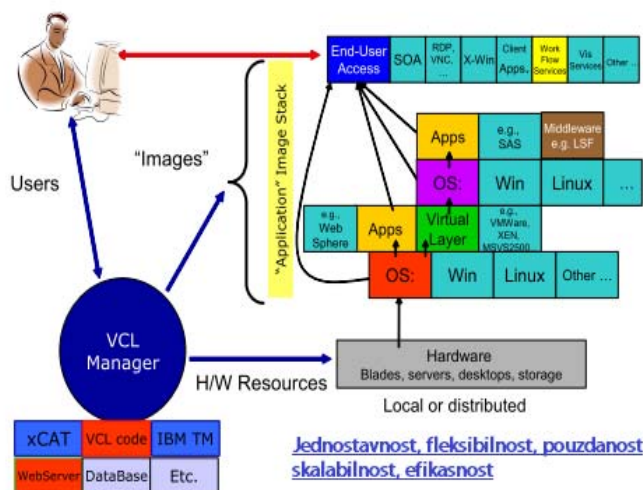 End-User
Access
SOA
RDP,
VNC,
...
X-Win
Client
Apps.
Work
Flow
Services
Vis
Services
Other ...
Users
"Images"
"Application" Image Stack
Apps
e.g.,
SAS
Middleware
e.g. LSF
OS:
Win
Linux
...
e.g.,
Web
Sphere
Apps
Virtual
Layer
e.g.,
VMWare,
XEN,
MSVS2500
OS:
Win
Linux
Other ...
VCL
Manager
H/W Resources
Hardware
Blades, servers, desktops, storage
Local or distributed
xCAT
VCL code
IBM TM
WebServer
DataBase
Etc.
Jednostavnost, fleksibilnost, pouzdanost
skalabilnost, efikasnost